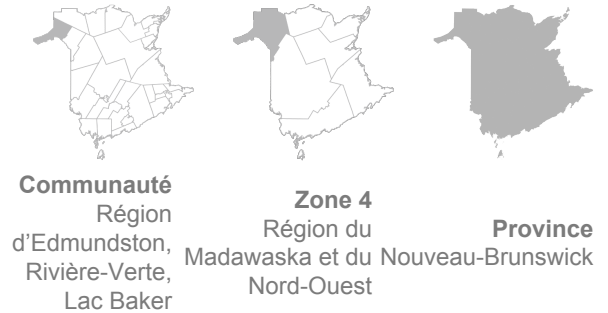 Communauté
Région
d’Edmundston,
Rivière-Verte,
Lac Baker
Zone 4
Région du
Madawaska et du
Nord-Ouest
Province
Nouveau-Brunswick